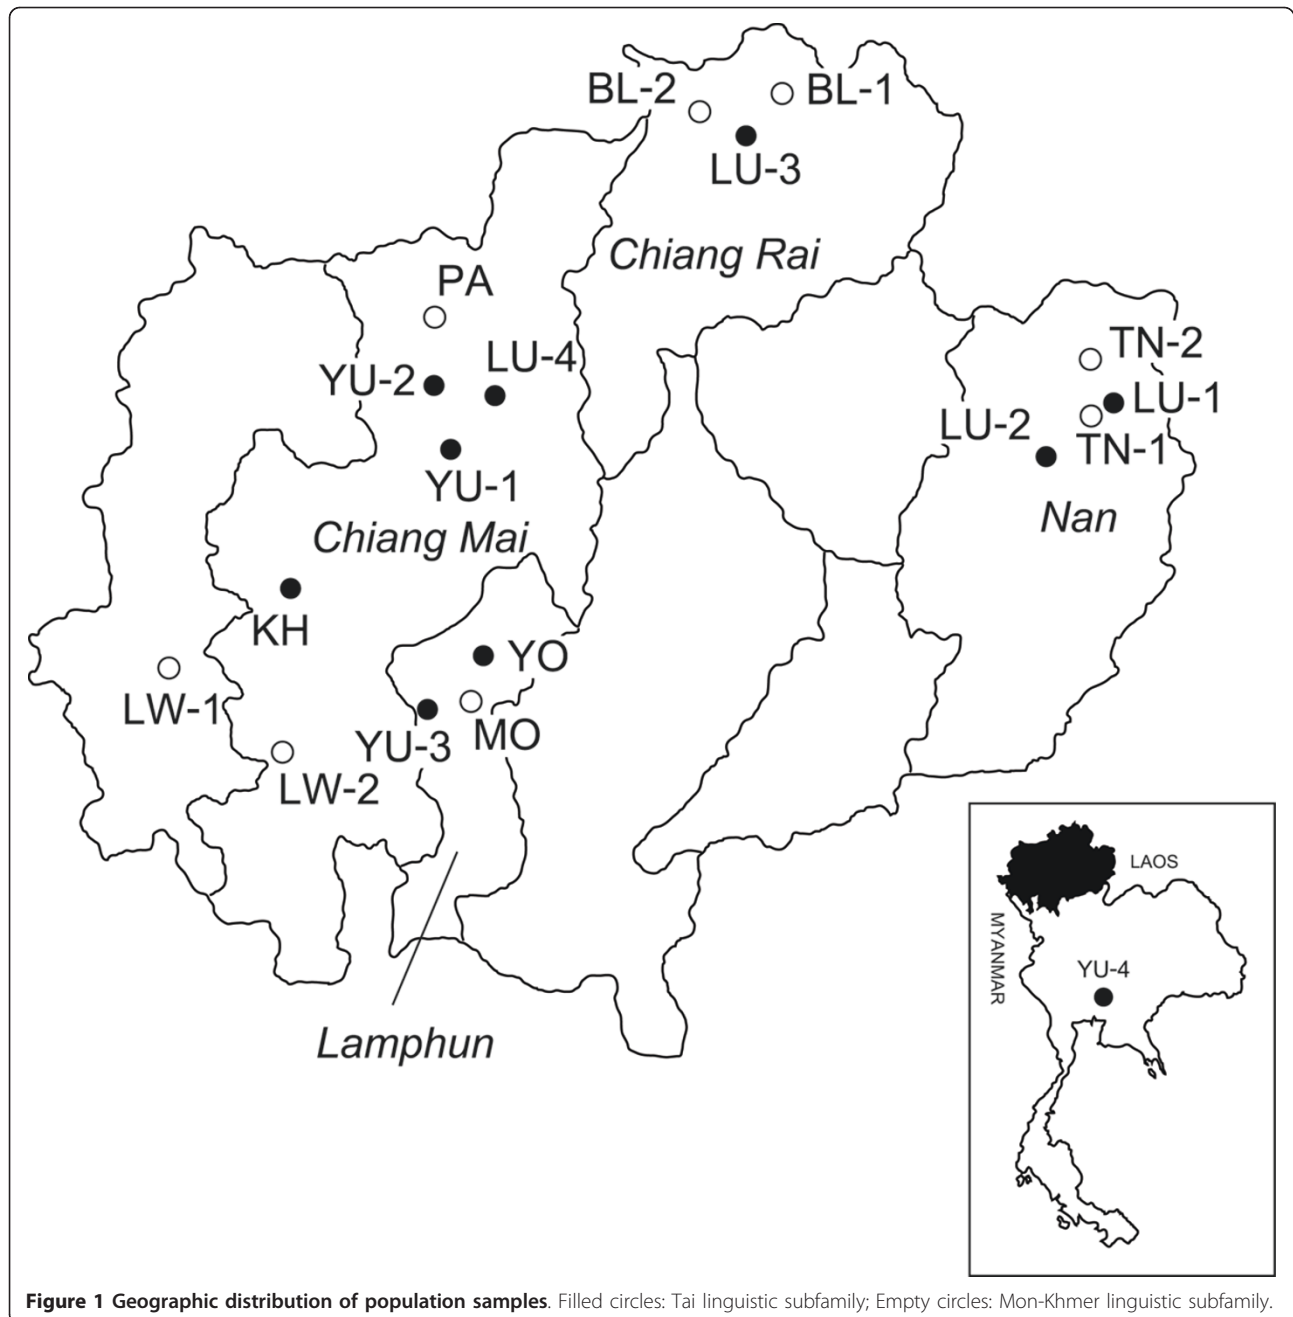 BL-2
BL-1
LU-3
Chiang Rai
PA
YU-2
LU-4
YU-1
Chiang Mai
TN-2
LU-1
LU-2
TN-1
Nan
KH
YO
LW-1
YU-3
MO
LW-2
Lamphun
LAOS
MYANMAR
YU-4
Figure 1 Geographic distribution of population samples. Filled circles: Tai linguistic subfamily; Empty circles: Mon-Khmer linguistic subfamily.